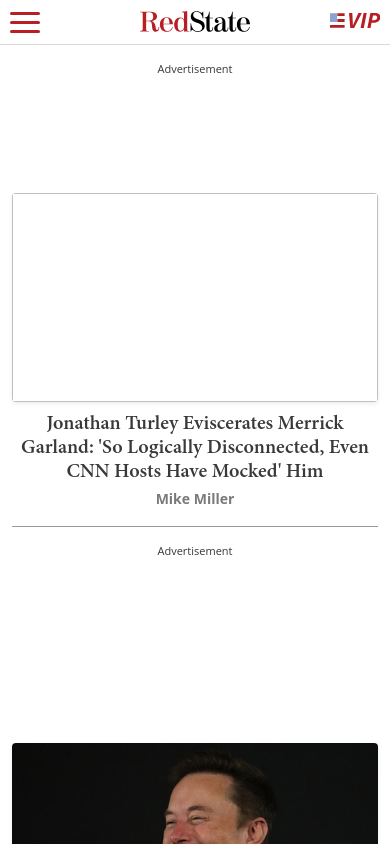 RedState
VIP
Advertisement
Jonathan Turley Eviscerates Merrick
Garland: 'So Logically Disconnected, Even
CNN Hosts Have Mocked' Him
Mike Miller
Advertisement